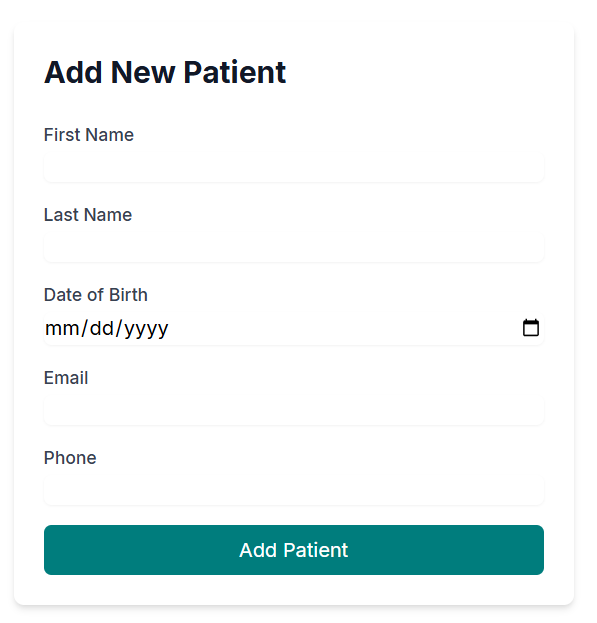 Add New Patient
First Name
Last Name
Date of Birth
mm/dd/yyyy
Email
Phone
Add Patient